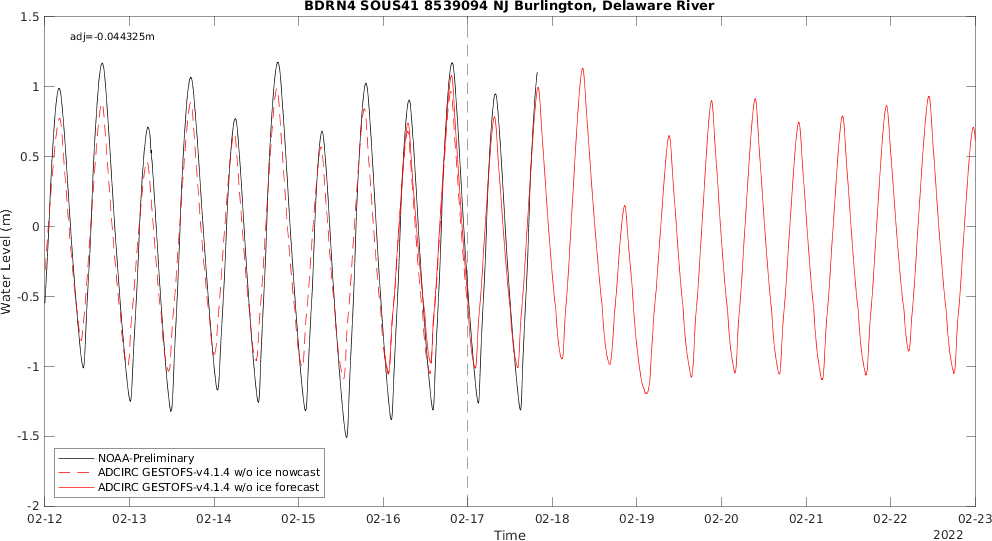 BDRN4 SOUS41 8539094 NJ Burlington, Delaware River
adj=-0.044325m
1.5
1
0.5
0
-0.5
-1
-1.5
-2
Water Level (m)
NOAA-Preliminary
ADCIRC GESTOFS-v4.1.4 w/o ice nowcast
ADCIRC GESTOFS-v4.1.4 w/o ice forecast
02-12 02-13 02-14 02-15 02-16 02-17 02-18 02-19 02-20 02-21 02-22 02-23
Time
2022